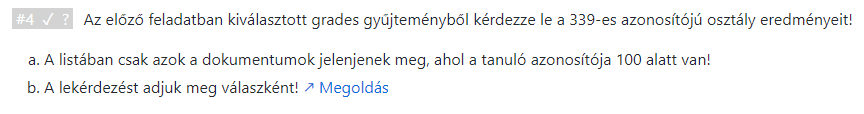 #4 ✓ ? Az előző feladatban kiválasztott grades gyűjteményből kérdezze le a 339-es azonosítójú osztály eredményeit!
a. A listában csak azok a dokumentumok jelenjenek meg, ahol a tanuló azonosítója 100 alatt van!
b. A lekérdezést adjuk meg válaszként! ↗ Megoldás